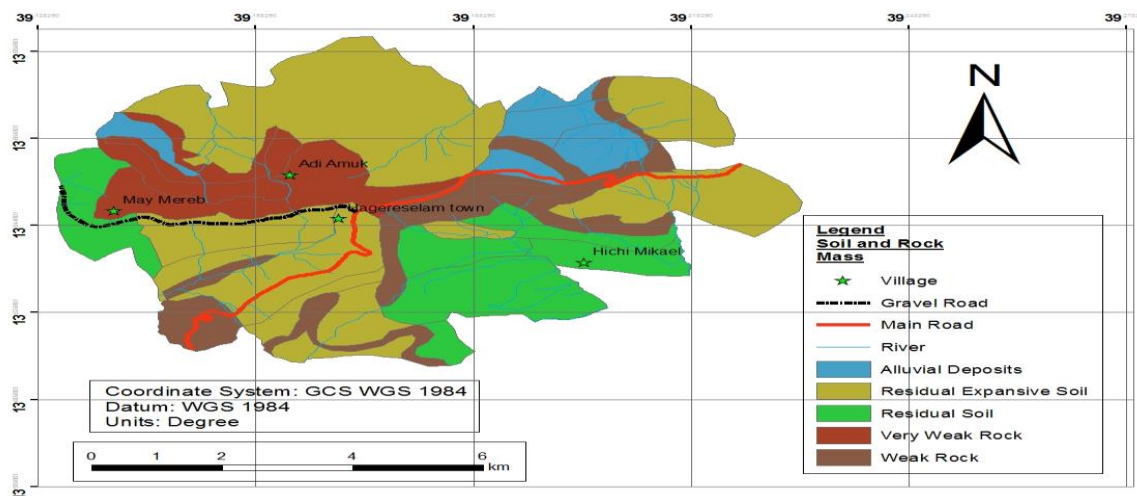 39 39 39 39 39 39
N
Adi Amuk
May Mereb
Hagereselam town
Hichi Mikael
13
13
13
13
13
13
Legend
Soil and Rock
Mass
Village
Gravel Road
Main Road
River
Alluvial Deposits
Residual Expansive Soil
Residual Soil
Very Weak Rock
Weak Rock
Coordinate System: GCS WGS 1984
Datum: WGS 1984
Units: Degree
0 1 2 4 6
km